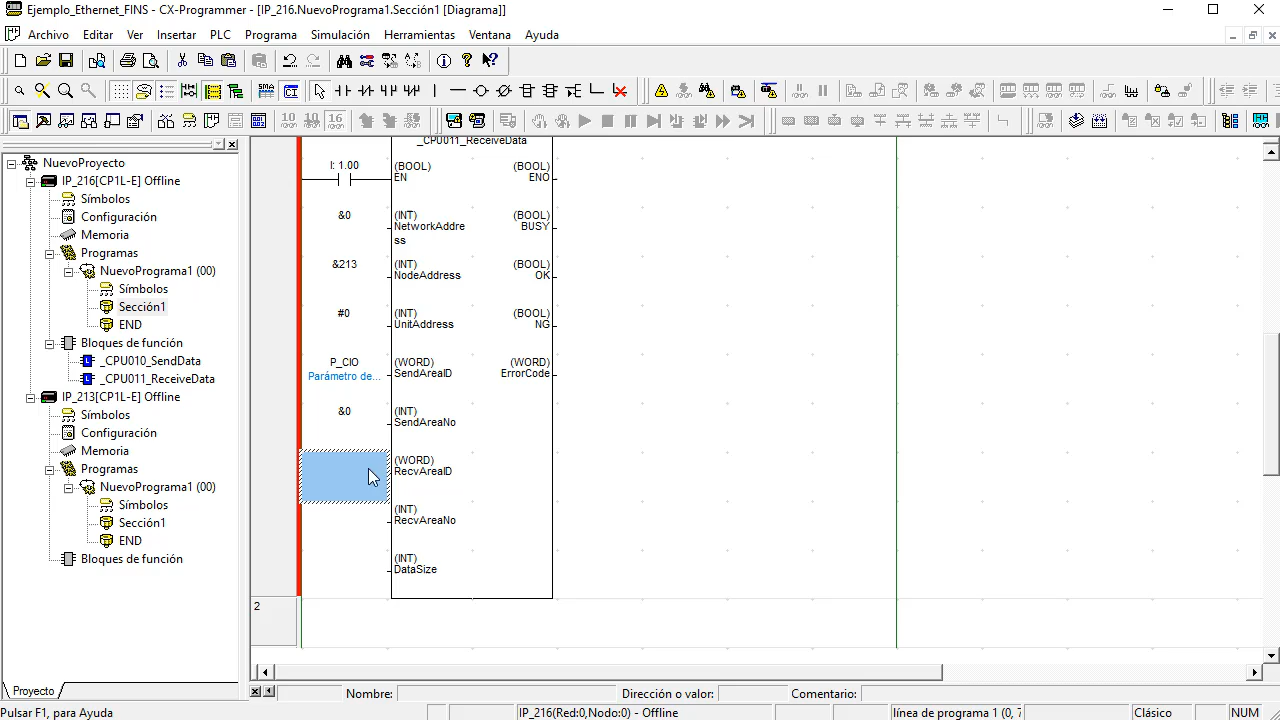 Ejemplo_Ethernet_FINS - CX-Programmer - [IP_216.NuevoPrograma1.Sección1 [Diagrama]]
Archivo Editar Ver Insertar PLC Programa Simulación Herramientas Ventana Ayuda
10 10 16
NuevoProyecto
IP_216[CP1L-E] Offline
Símbolos
Configuración
Memoria
Programas
NuevoPrograma1 (00)
Símbolos
Sección1
END
Bloques de función
_CPU010_SendData
_CPU011_ReceiveData
IP_213[CP1L-E] Offline
Símbolos
Configuración
Memoria
Programas
NuevoPrograma1 (00)
Símbolos
Sección1
END
Bloques de función
Proyecto
_CPU011_ReceiveData
I: 1.00 (BOOL) (BOOL)
EN ENO
&0 (INT) (BOOL)
NetworkAddre BUSY
ss
&213 (INT) (BOOL)
NodeAddress OK
#0 (INT) (BOOL)
UnitAddress NG
P_CIO (WORD) (WORD)
Parámetro de... SendAreaID ErrorCode
&0 (INT)
SendAreaNo
(WORD)
RecvAreaID
(INT)
RecvAreaNo
(INT)
DataSize
2
Nombre: Dirección o valor: Comentario:
Pulsar F1, para Ayuda IP_216(Red:0,Nodo:0) - Offline línea de programa 1 (0, 7 Clásico NUM